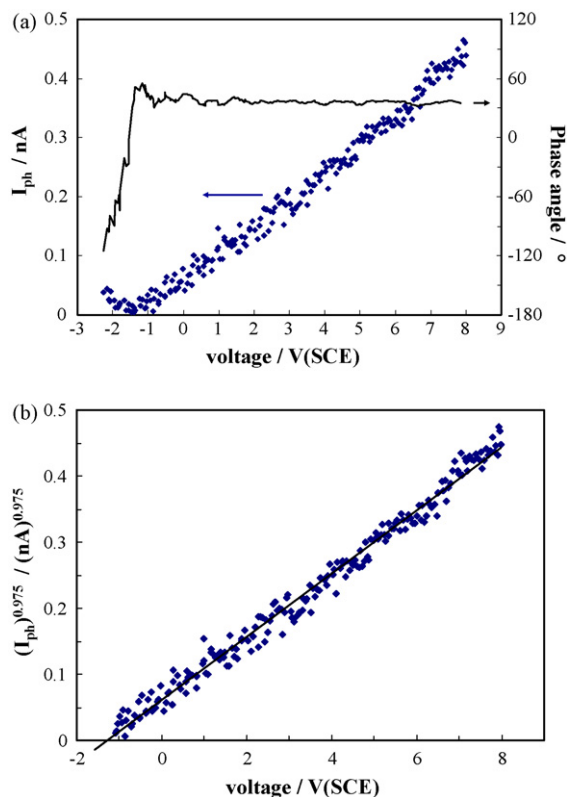 (a)
0.5
0.4
0.3
0.2
0.1
0
I_ph / nA
120
60
0
-60
-120
-180
Phase angle / °
-3 -2 -1 0 1 2 3 4 5 6 7 8 9
voltage / V(SCE)
(b)
0.5
0.4
0.3
0.2
0.1
0
(I_ph)^0.975 / (nA)^0.975
-2 0 2 4 6 8
voltage / V(SCE)